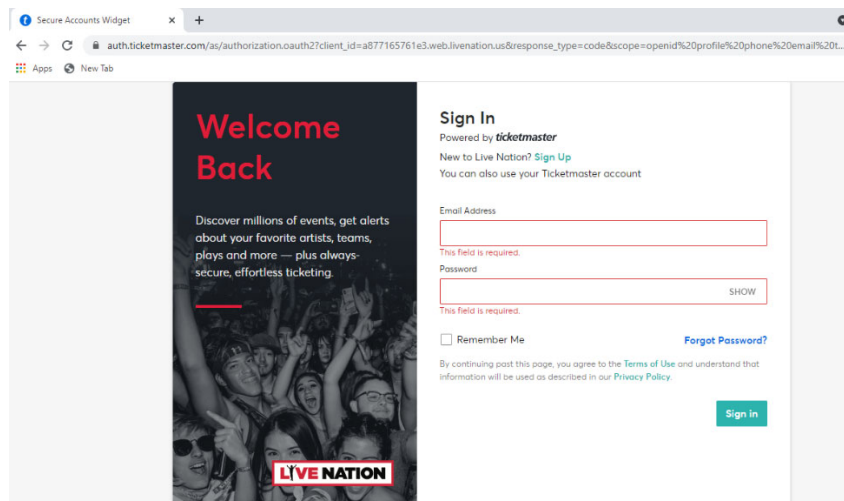 Secure Accounts Widget
auth.ticketmaster.com/as/authorization.oauth2?client_id=a877165761e3.web.livenation.us&response_type=code&scope=openid%20profile%20phone%20email%20t...
Apps
New Tab
Welcome
Back
Discover millions of events, get alerts
about your favorite artists, teams,
plays and more — plus always-
secure, effortless ticketing.
LIVE NATION
Sign In
Powered by ticketmaster
New to Live Nation? Sign Up
You can also use your Ticketmaster account
Email Address
This field is required.
Password
SHOW
This field is required.
Remember Me
Forgot Password?
By continuing past this page, you agree to the Terms of Use and understand that
information will be used as described in our Privacy Policy.
Sign in